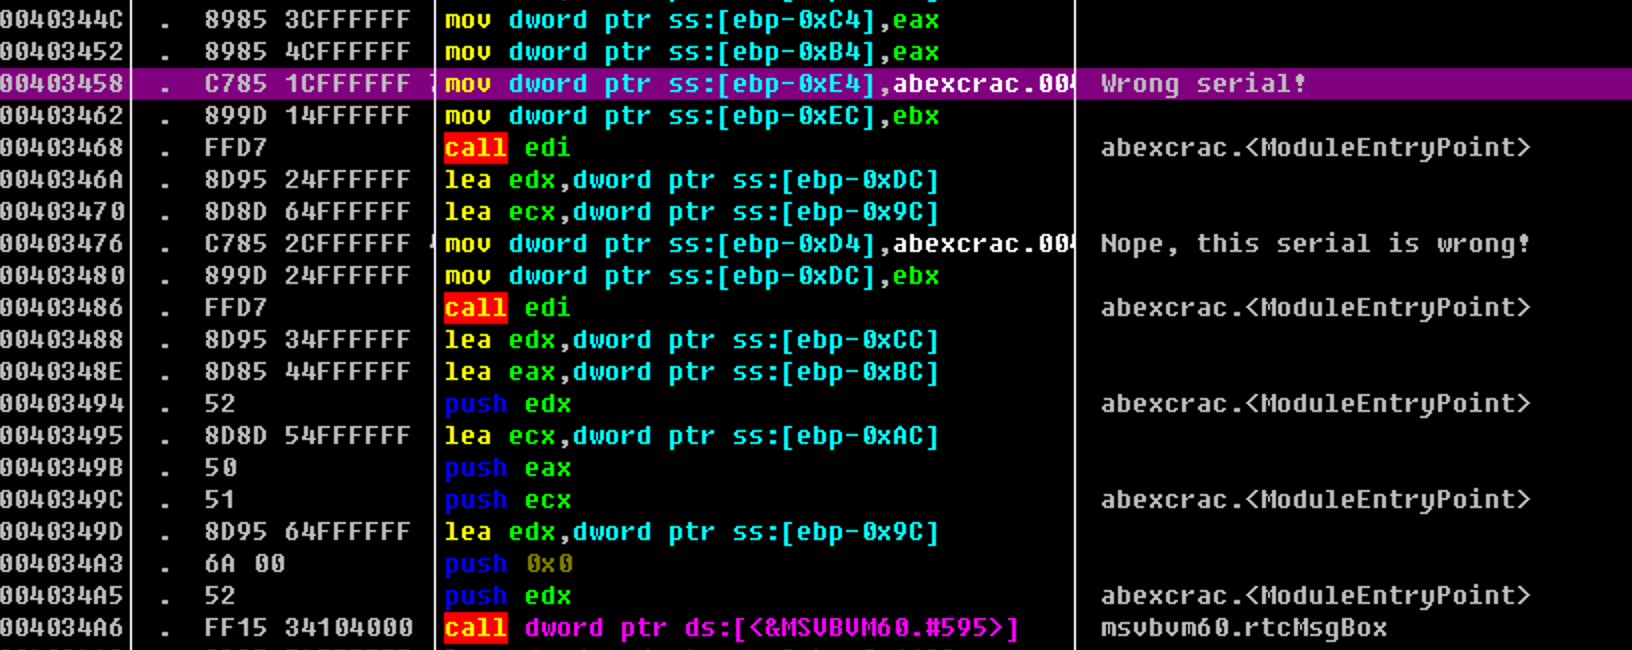 0040344C . 8985 3CFFFFFF mov dword ptr ss:[ebp-0xC4],eax
00403452 . 8985 4CFFFFFF mov dword ptr ss:[ebp-0xB4],eax
00403458 . C785 1CFFFFFF mov dword ptr ss:[ebp-0xE4],abexcrac.004 Wrong serial!
00403462 . 899D 14FFFFFF mov dword ptr ss:[ebp-0xEC],ebx
00403468 . FFD7 call edi abexcrac.<ModuleEntryPoint>
0040346A . 8D95 24FFFFFF lea edx,dword ptr ss:[ebp-0xDC]
00403470 . 8D8D 64FFFFFF lea ecx,dword ptr ss:[ebp-0x9C]
00403476 . C785 2CFFFFFF mov dword ptr ss:[ebp-0xD4],abexcrac.004 Nope, this serial is wrong!
00403480 . 899D 24FFFFFF mov dword ptr ss:[ebp-0xDC],ebx
00403486 . FFD7 call edi abexcrac.<ModuleEntryPoint>
00403488 . 8D95 34FFFFFF lea edx,dword ptr ss:[ebp-0xCC]
0040348E . 8D85 44FFFFFF lea eax,dword ptr ss:[ebp-0xBC]
00403494 . 52 push edx abexcrac.<ModuleEntryPoint>
00403495 . 8D8D 54FFFFFF lea ecx,dword ptr ss:[ebp-0xAC]
0040349B . 50 push eax
0040349C . 51 push ecx abexcrac.<ModuleEntryPoint>
0040349D . 8D95 64FFFFFF lea edx,dword ptr ss:[ebp-0x9C]
004034A3 . 6A 00 push 0x0
004034A5 . 52 push edx abexcrac.<ModuleEntryPoint>
004034A6 . FF15 34104000 call dword ptr ds:[<&MSVBVM60.#595>] msvbvm60.rtcMsgBox